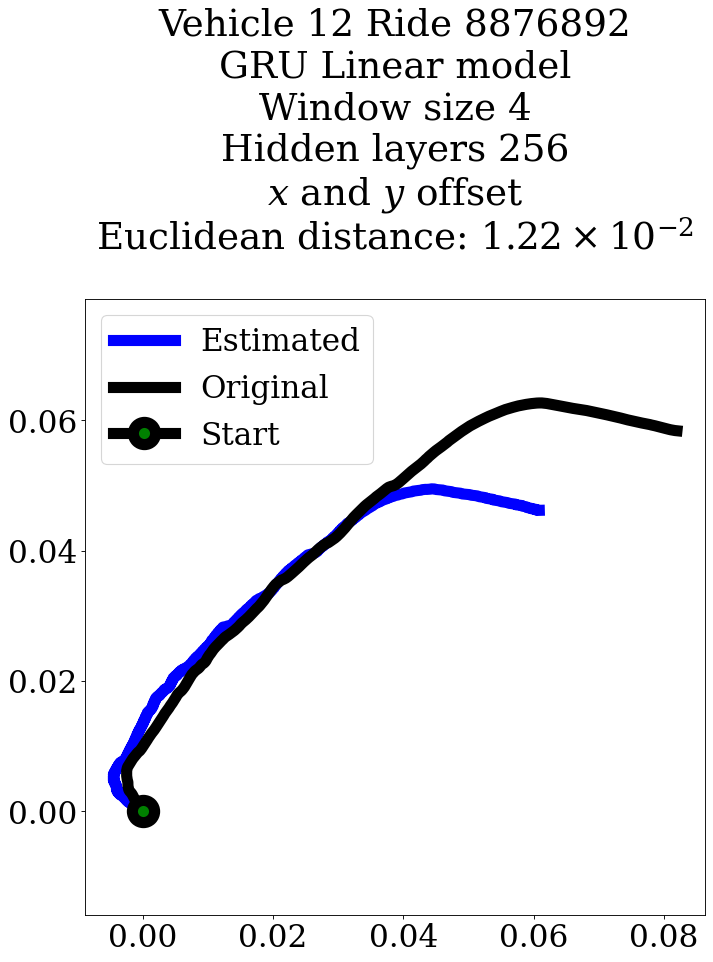 Vehicle 12 Ride 8876892
GRU Linear model
Window size 4
Hidden layers 256
x and y offset
Euclidean distance: 1.22 × 10⁻²
Estimated
Original
Start
0.06
0.04
0.02
0.00
0.00 0.02 0.04 0.06 0.08